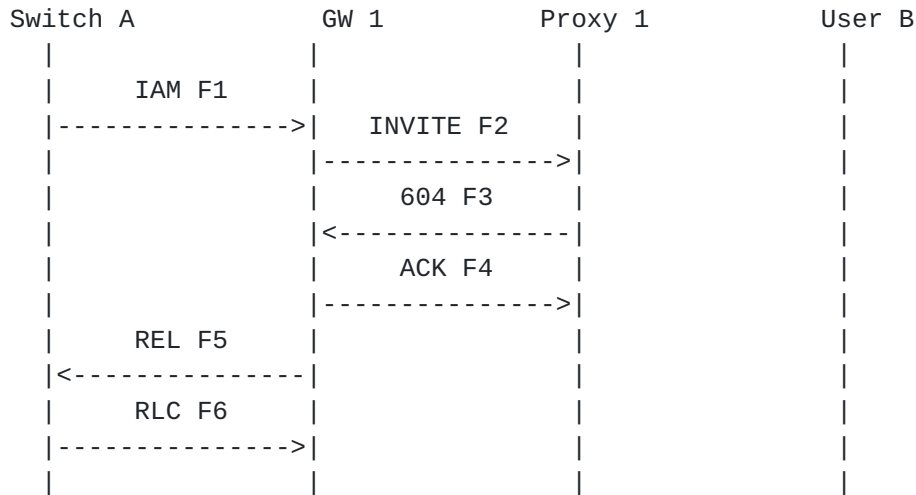 Switch A GW 1 Proxy 1 User B
IAM F1
INVITE F2
604 F3
ACK F4
REL F5
RLC F6